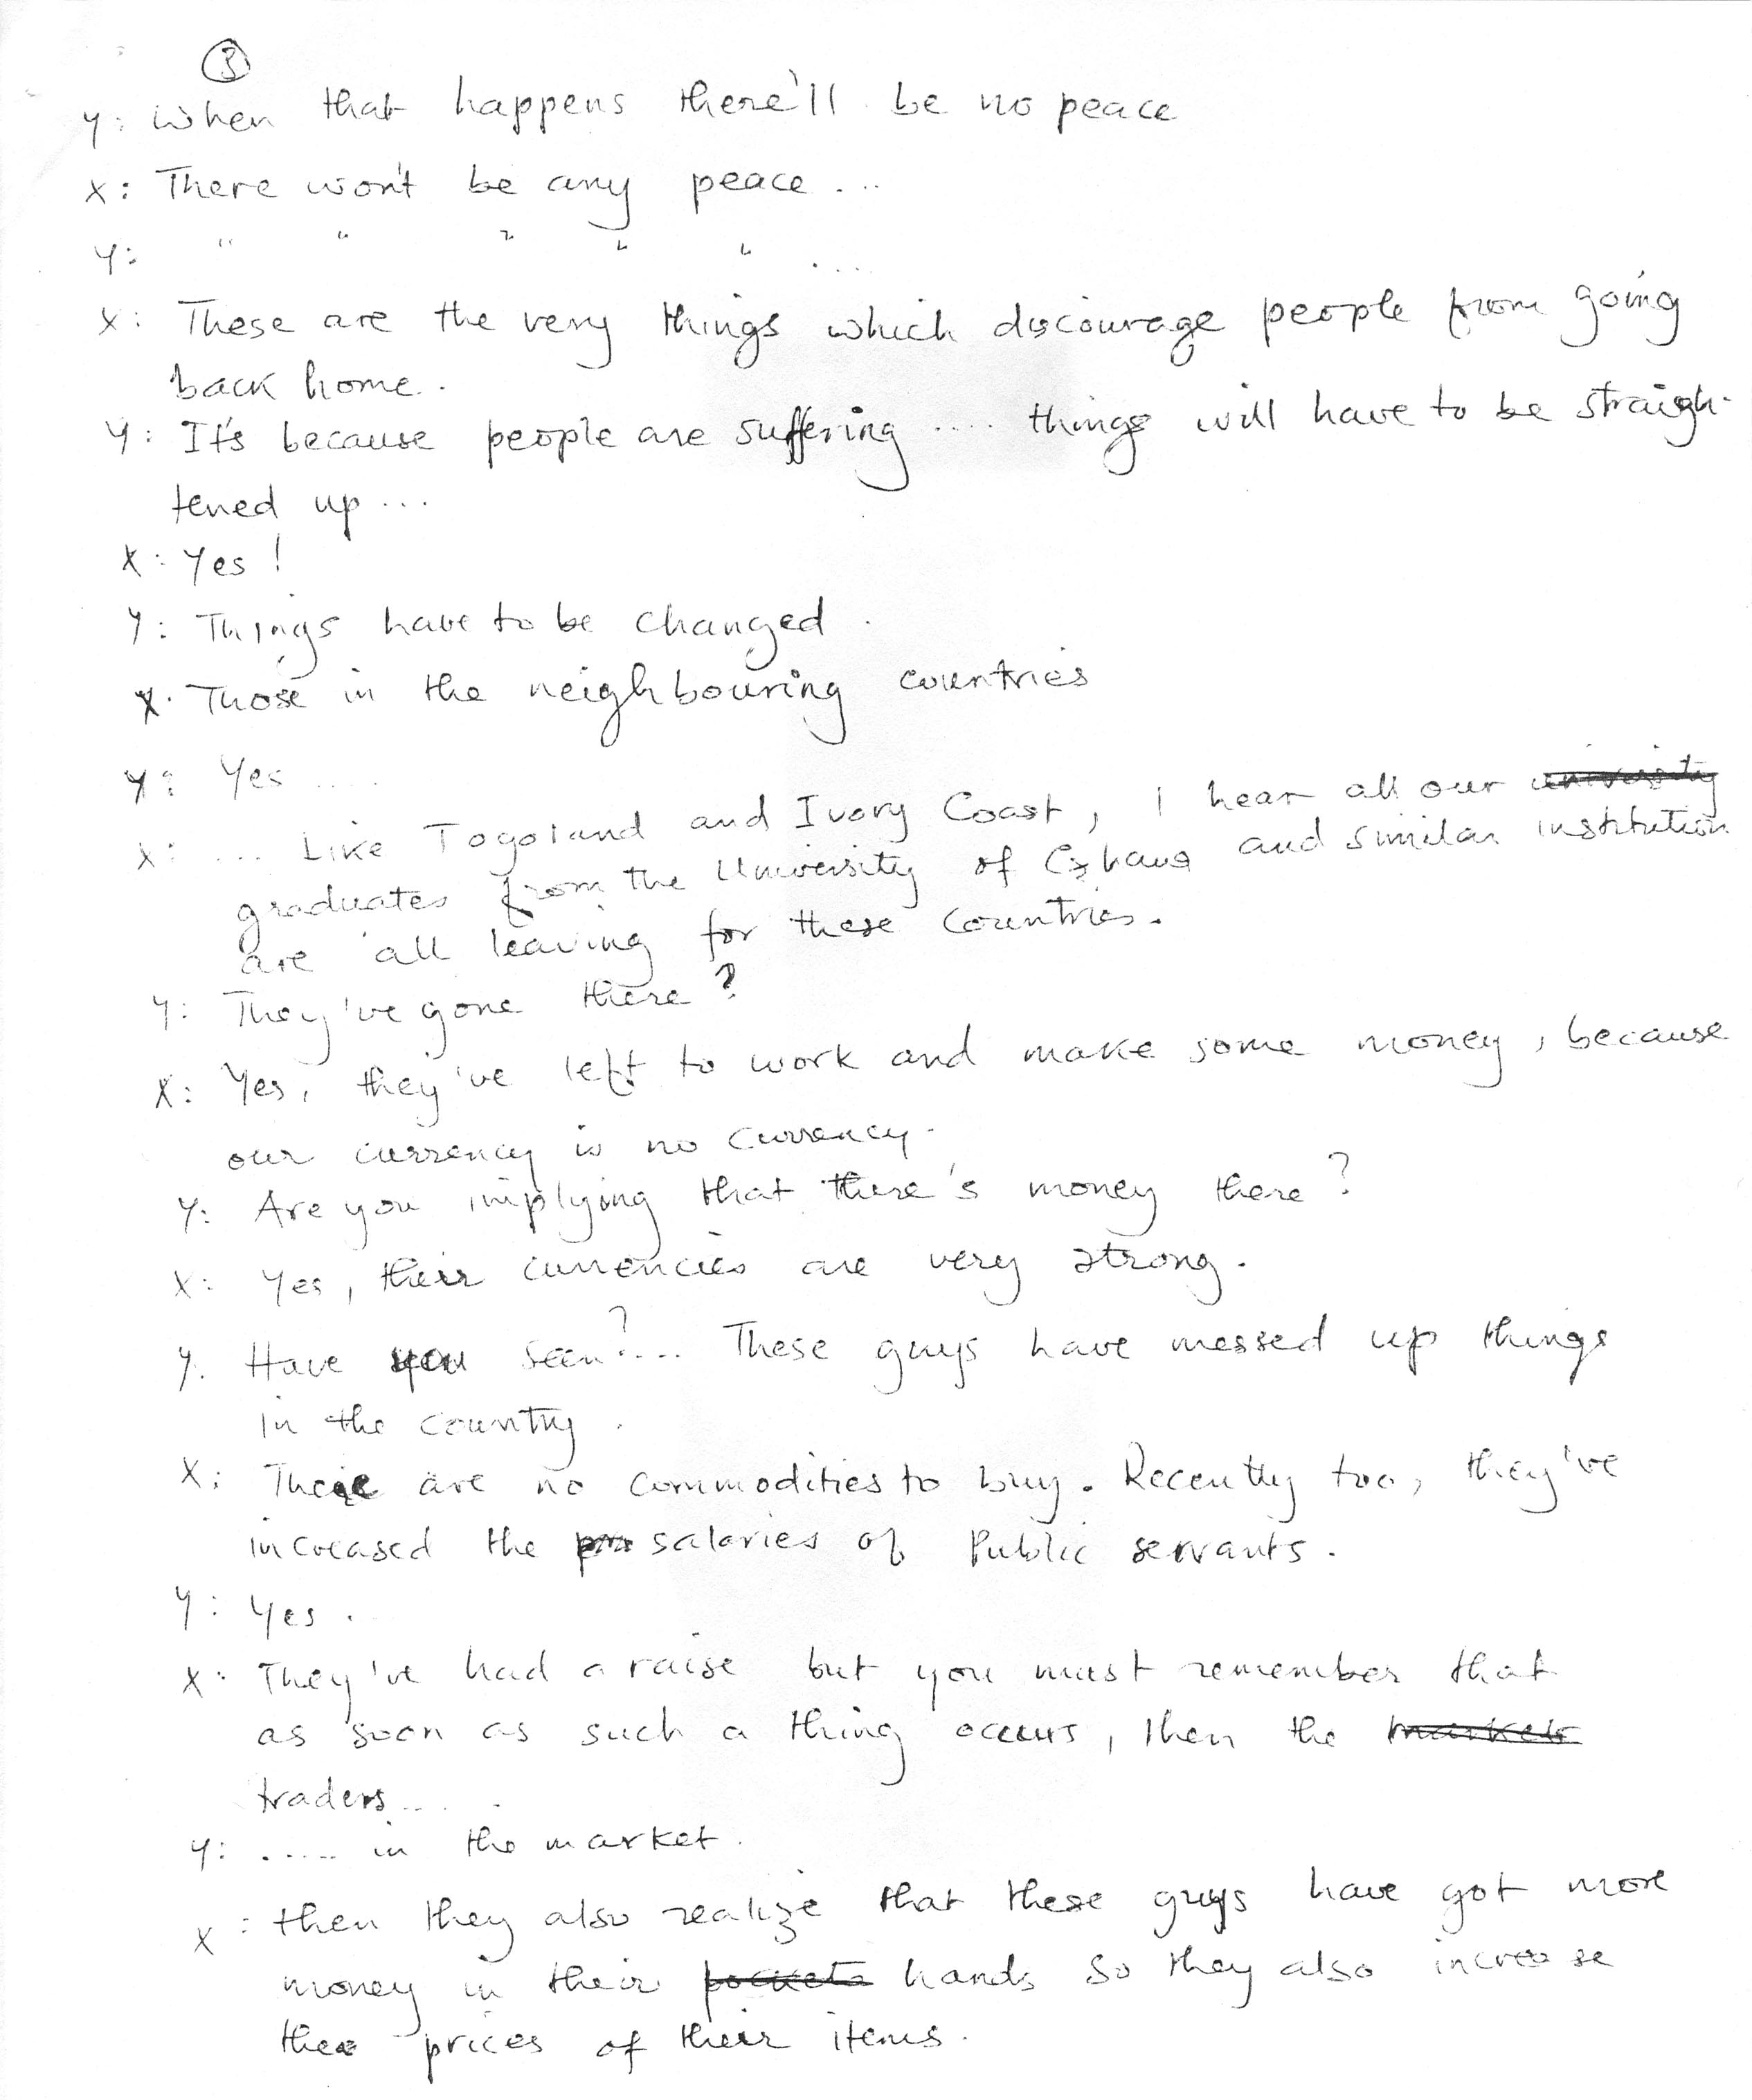 3
Y: When that happens there'll be no peace
X: There won't be any peace ...
Y: " " " " " ....
X: These are the very things which discourage people from going
back home.
Y: It's because people are suffering .... things will have to be straigh-
tened up ...
X: Yes!
Y: Things have to be changed.
X. Those in the neighbouring countries
Y: Yes ....
X: ... Like Togoland and Ivory Coast, I hear all our university
graduates from the University of Ghana and similar institution
are all leaving for these countries.
Y: They've gone there?
X: Yes, they've left to work and make some money, because
our currency is no currency.
Y: Are you implying that there's money there?
X: Yes, their currencies are very strong.
Y. Have you seen?.... These guys have messed up things
in the country.
X: There are no commodities to buy. Recently too, they've
increased the salaries of Public servants.
Y: Yes.
X: They've had a raise but you must remember that
as soon as such a thing occurs, then the markets
traders....
Y: ..... in the market.
X: then they also realize that these guys have got more
money in their pockets hands so they also increase
the prices of their items.